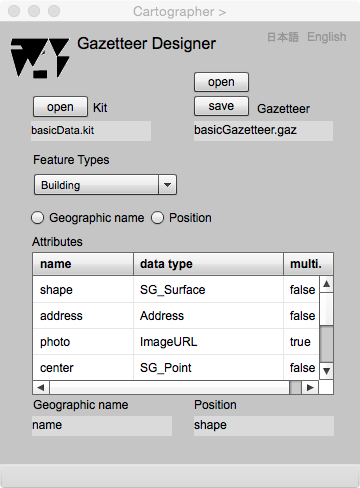 Cartographer >
日本語 English
Gazetteer Designer
open
open Kit
save Gazetteer
basicData.kit
basicGazetteer.gaz
Feature Types
Building
Geographic name Position
Attributes
name data type multi.
shape SG_Surface false
address Address false
photo ImageURL true
center SG_Point false
Geographic name Position
name shape